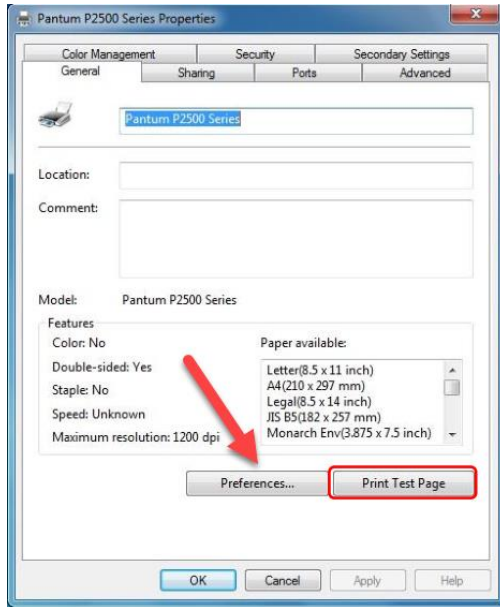 Pantum P2500 Series Properties
Color Management Security Secondary Settings
General Sharing Ports Advanced
Pantum P2500 Series
Location:
Comment:
Model: Pantum P2500 Series
Features
Color: No
Double-sided: Yes
Staple: No
Speed: Unknown
Maximum resolution: 1200 dpi
Paper available:
Letter(8.5 x 11 inch)
A4(210 x 297 mm)
Legal(8.5 x 14 inch)
JIS B5(182 x 257 mm)
Monarch Env(3.875 x 7.5 inch)
Preferences... Print Test Page
OK Cancel Apply Help